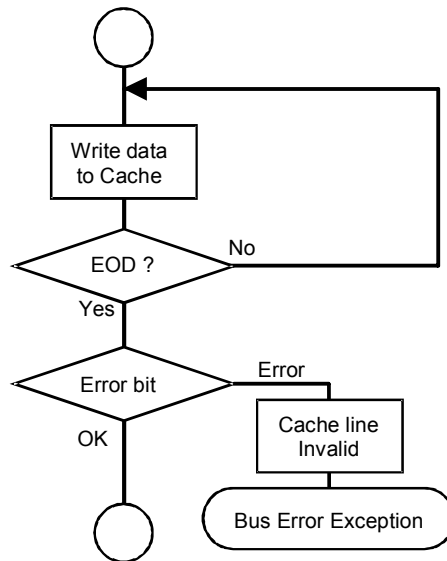 Write data
to Cache
EOD ?
No
Yes
Error bit
Error
OK
Cache line
Invalid
Bus Error Exception